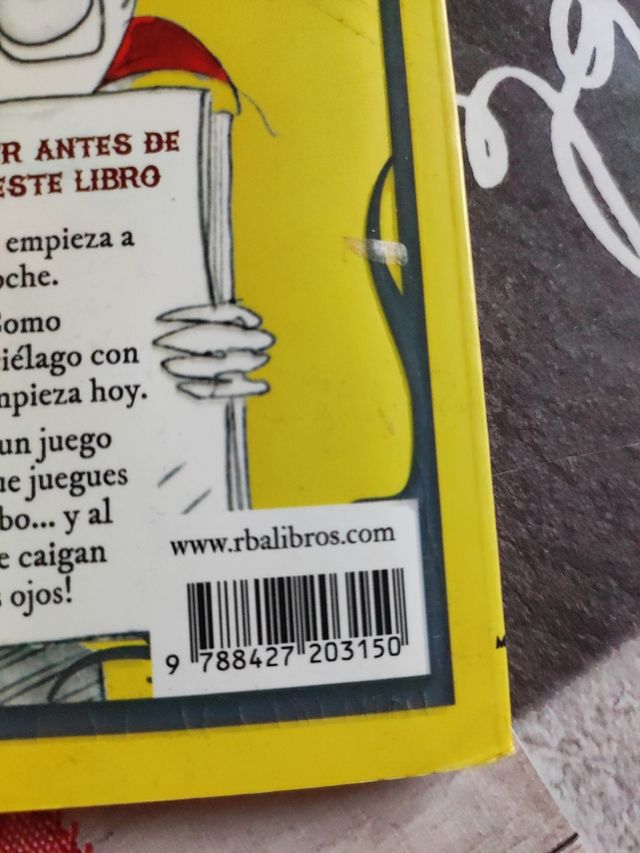 R ANTES DE
ESTE LIBRO
empieza a
oche.
Como
ciélago con
mpieza hoy.
un juego
ue juegues
bo... y al
e caigan
s ojos!
www.rbalibros.com
9 788427 203150